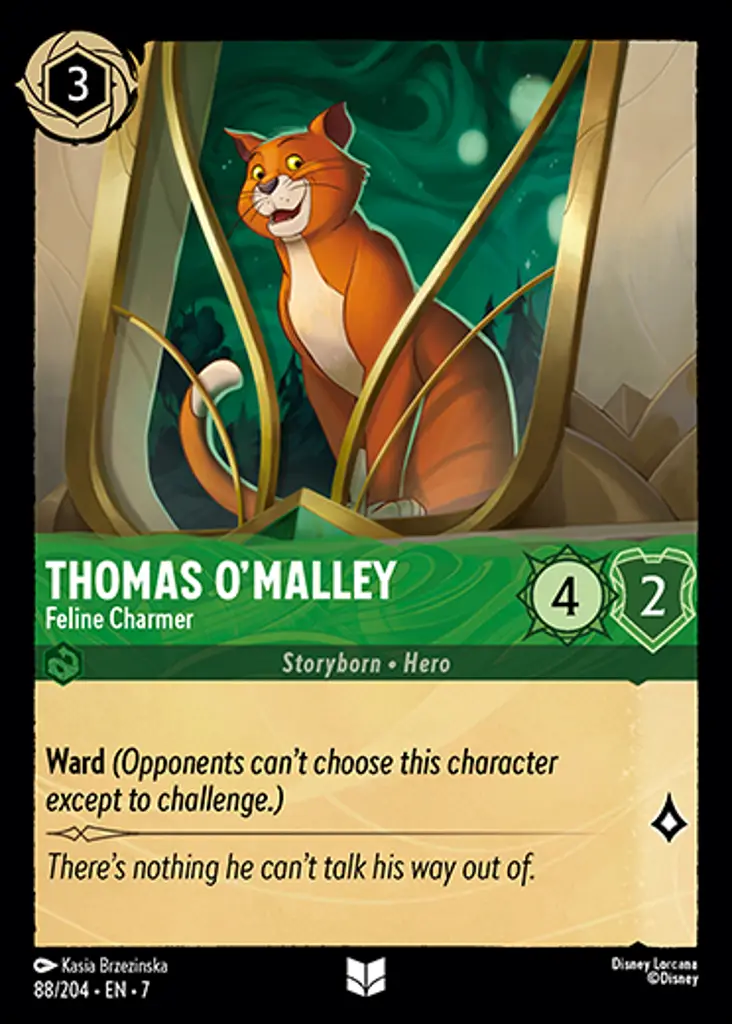 3
THOMAS O'MALLEY
Feline Charmer
4
2
Storyborn • Hero
Ward (Opponents can't choose this character
except to challenge.)
There's nothing he can't talk his way out of.
Kasia Brzezinska
88/204 • EN • 7
Disney Lorcana
©Disney